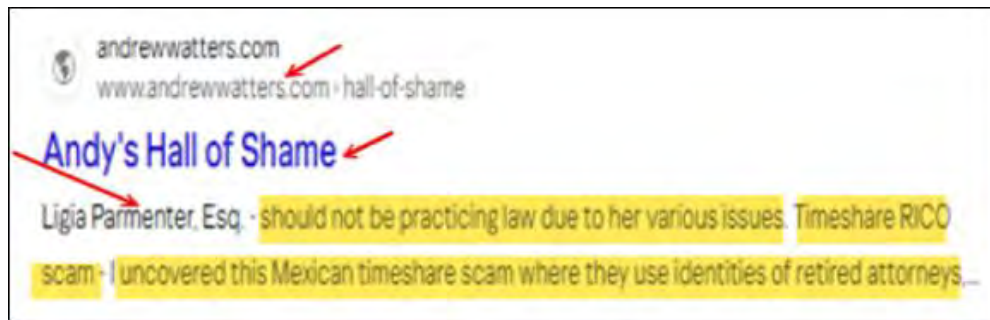 andrewwatters.com
www.andrewwatters.com › hall-of-shame
Andy's Hall of Shame
Ligia Parmenter, Esq. · should not be practicing law due to her various issues. Timeshare RICO
scam · I uncovered this Mexican timeshare scam where they use identities of retired attorneys,...